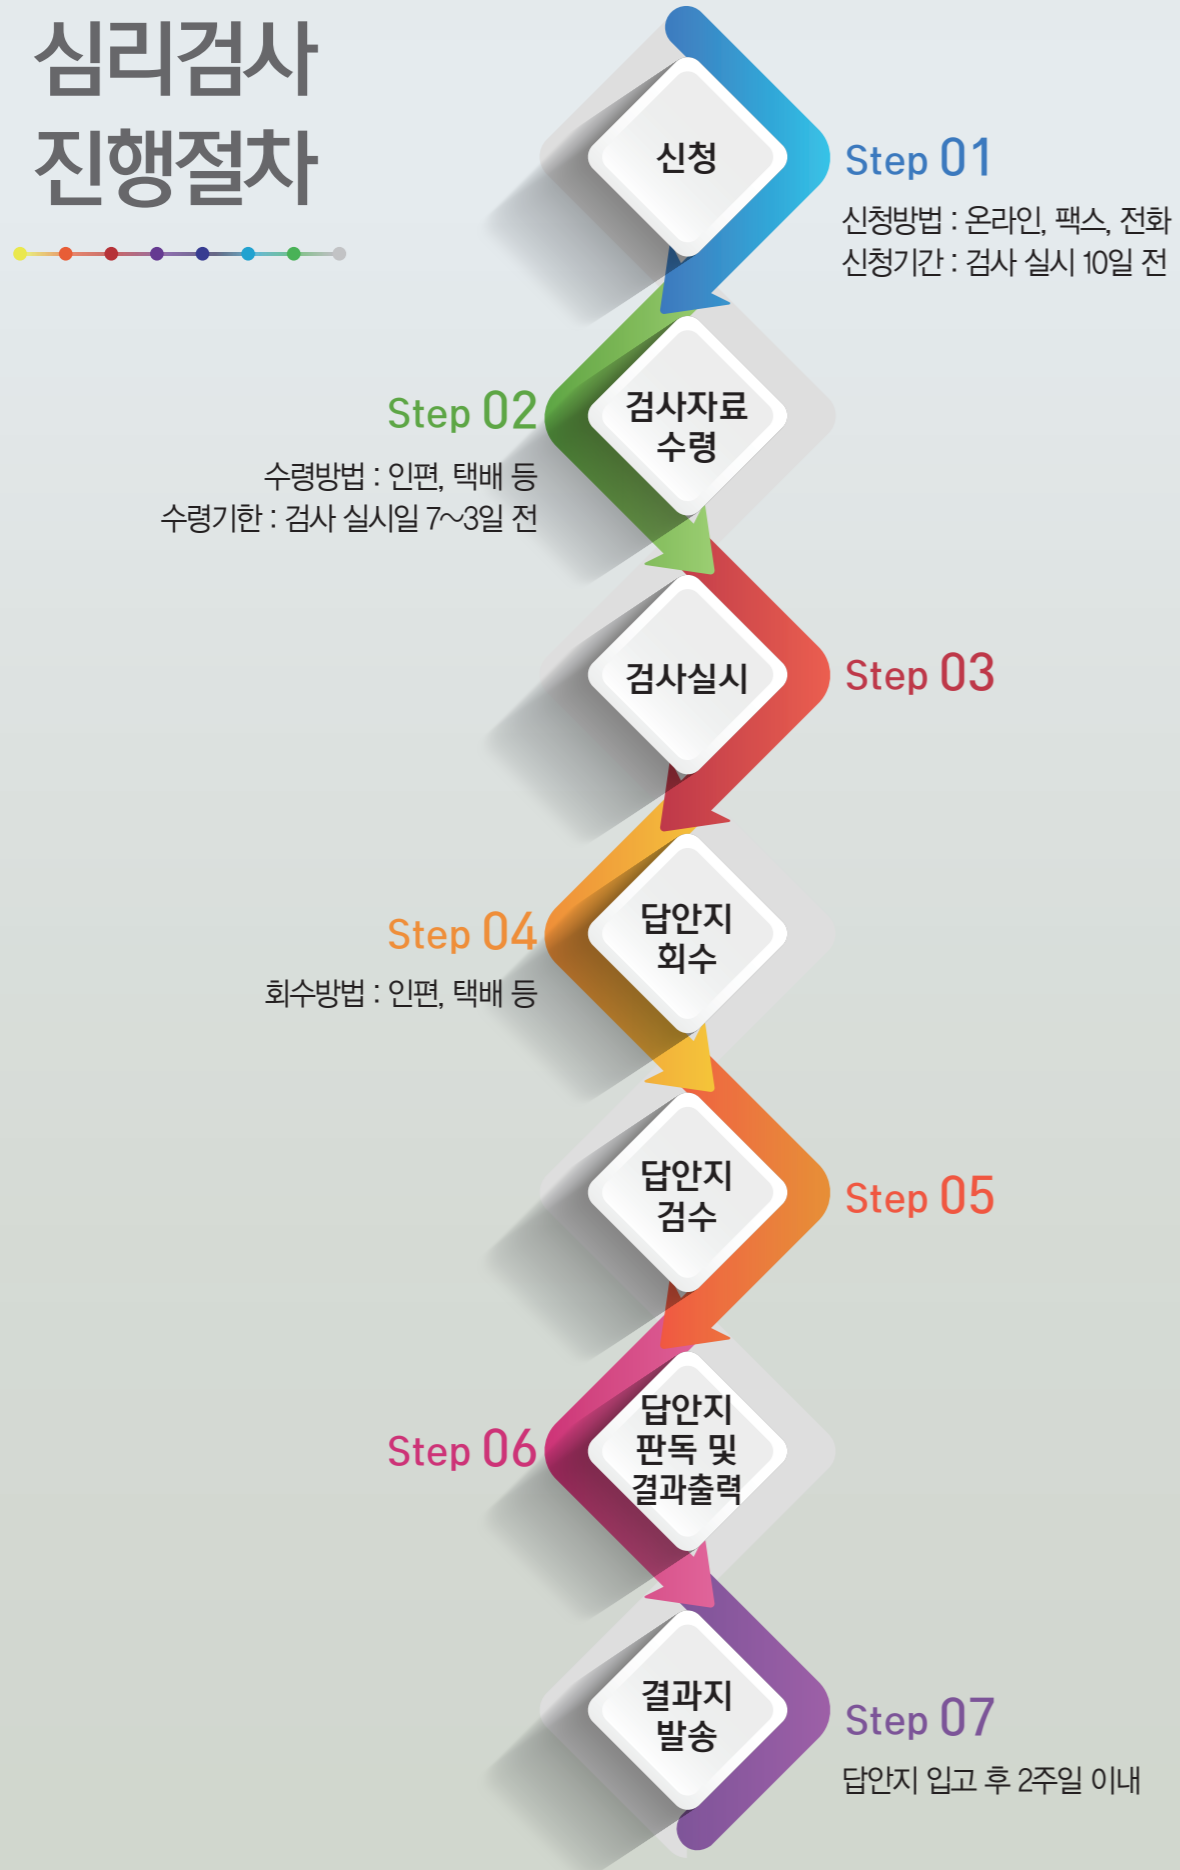 심리검사
진행절차
신청
Step 01
신청방법 : 온라인, 팩스, 전화
신청기간 : 검사 실시 10일 전
검사자료
수령
Step 02
수령방법 : 인편, 택배 등
수령기한 : 검사 실시일 7~3일 전
검사실시
Step 03
답안지
회수
Step 04
회수방법 : 인편, 택배 등
답안지
검수
Step 05
답안지
판독 및
결과출력
Step 06
결과지
발송
Step 07
답안지 입고 후 2주일 이내